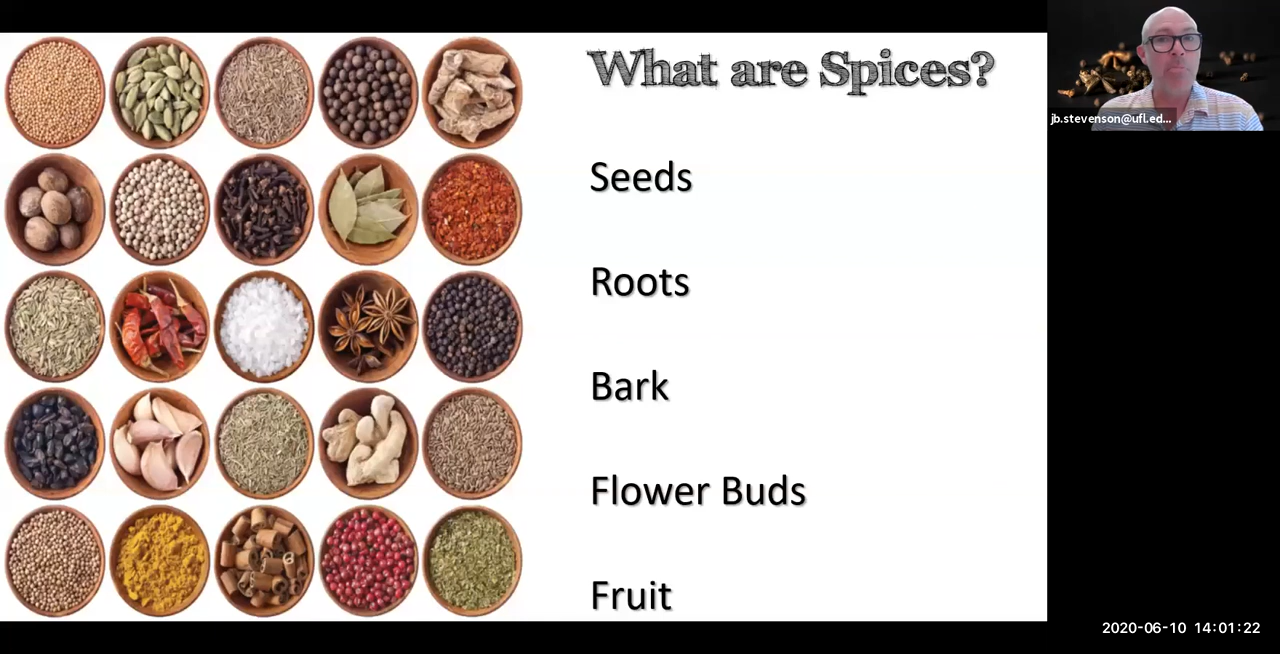 What are Spices?
jb.stevenson@ufl.ed...
Seeds
Roots
Bark
Flower Buds
Fruit
2020-06-10 14:01:22